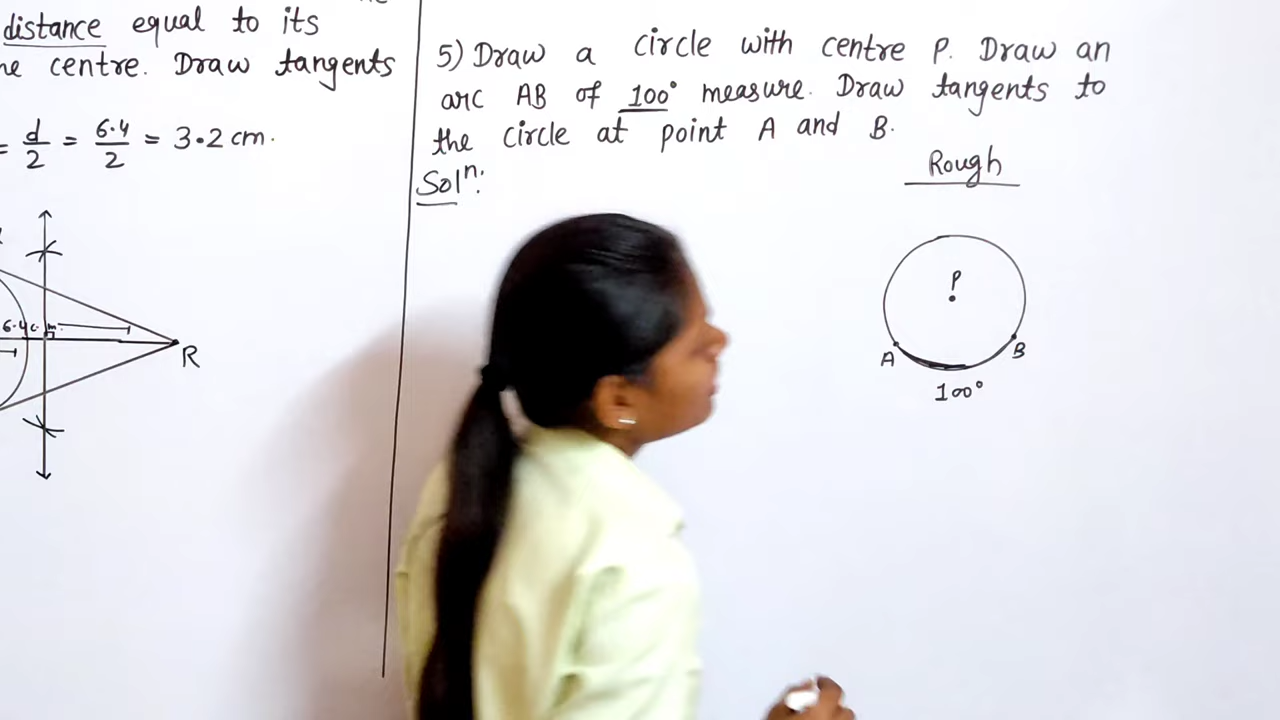 distance equal to its
centre. Draw tangents
= d/2 = 6.4/2 = 3.2 cm.
6.4 cm.
R
5) Draw a circle with centre P. Draw an
arc AB of 100° measure. Draw tangents to
the circle at point A and B.
Solⁿ:
Rough
P
A
B
100°